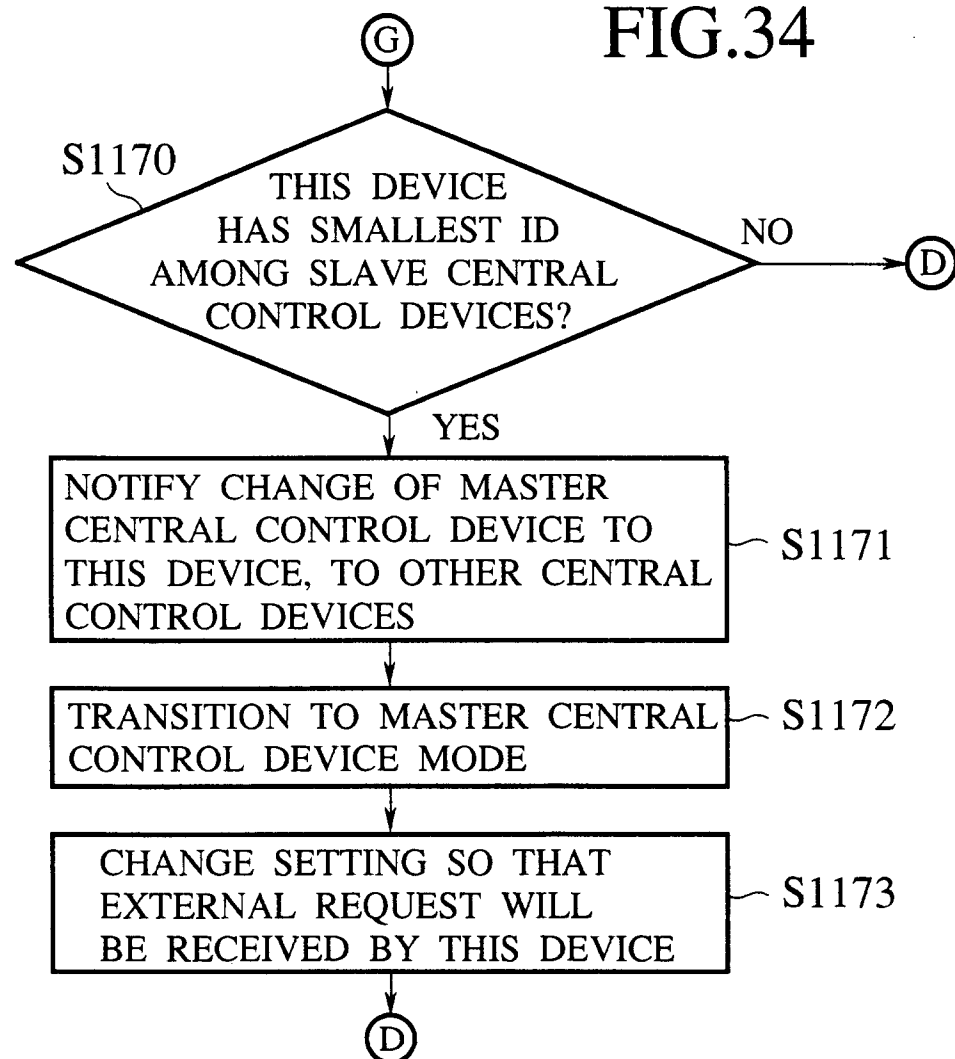 FIG.34
G
S1170
THIS DEVICE
HAS SMALLEST ID
AMONG SLAVE CENTRAL
CONTROL DEVICES?
NO
D
YES
NOTIFY CHANGE OF MASTER
CENTRAL CONTROL DEVICE TO
THIS DEVICE, TO OTHER CENTRAL
CONTROL DEVICES
S1171
TRANSITION TO MASTER CENTRAL
CONTROL DEVICE MODE
S1172
CHANGE SETTING SO THAT
EXTERNAL REQUEST WILL
BE RECEIVED BY THIS DEVICE
S1173
D